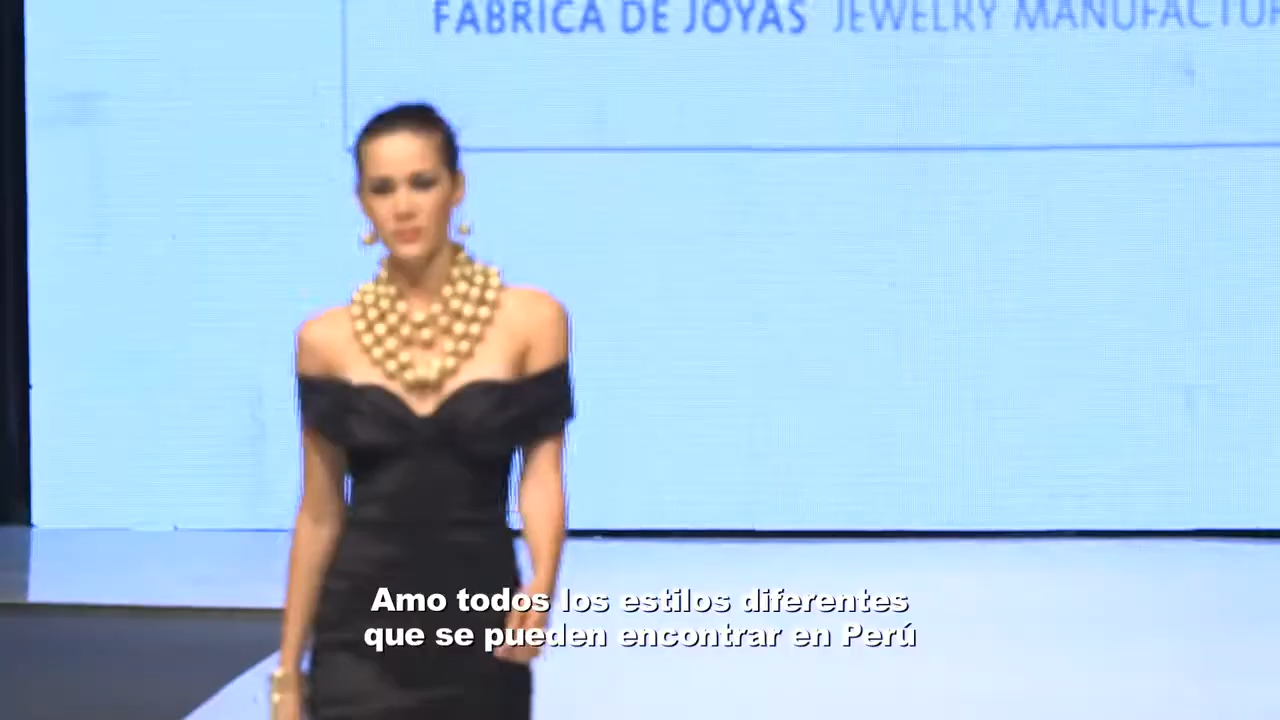 FABRICA DE JOYAS JEWELRY MANUFACTUR
Amo todos los estilos diferentes
que se pueden encontrar en Perú